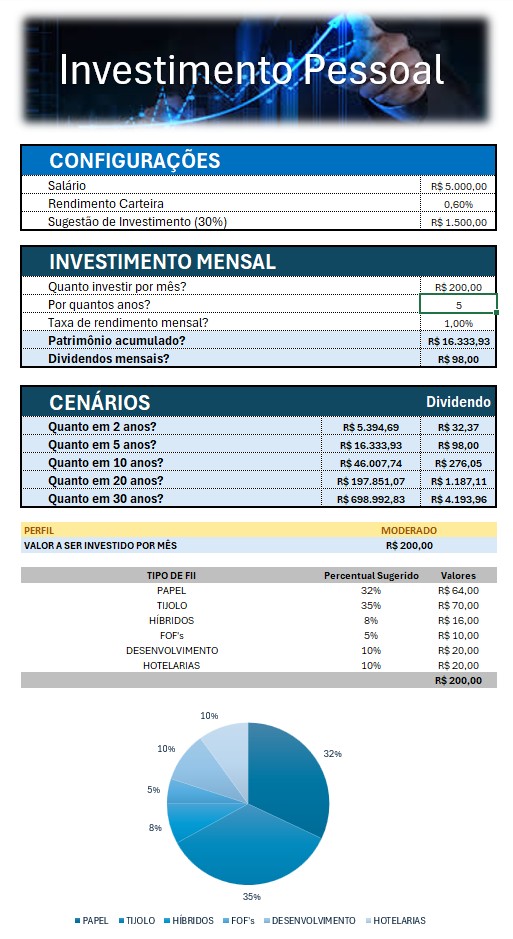 Investimento Pessoal
CONFIGURAÇÕES
Salário R$ 5.000,00
Rendimento Carteira 0,60%
Sugestão de Investimento (30%) R$ 1.500,00
INVESTIMENTO MENSAL
Quanto investir por mês? R$ 200,00
Por quantos anos? 5
Taxa de rendimento mensal? 1,00%
Patrimônio acumulado? R$ 16.333,93
Dividendos mensais? R$ 98,00
CENÁRIOS Dividendo
Quanto em 2 anos? R$ 5.394,69 R$ 32,37
Quanto em 5 anos? R$ 16.333,93 R$ 98,00
Quanto em 10 anos? R$ 46.007,74 R$ 276,05
Quanto em 20 anos? R$ 197.851,07 R$ 1.187,11
Quanto em 30 anos? R$ 698.992,83 R$ 4.193,96
PERFIL MODERADO
VALOR A SER INVESTIDO POR MÊS R$ 200,00
TIPO DE FII Percentual Sugerido Valores
PAPEL 32% R$ 64,00
TIJOLO 35% R$ 70,00
HÍBRIDOS 8% R$ 16,00
FOF's 5% R$ 10,00
DESENVOLVIMENTO 10% R$ 20,00
HOTELARIAS 10% R$ 20,00
R$ 200,00
10%
32%
10%
5%
8%
35%
PAPEL TIJOLO HÍBRIDOS FOF's DESENVOLVIMENTO HOTELARIAS